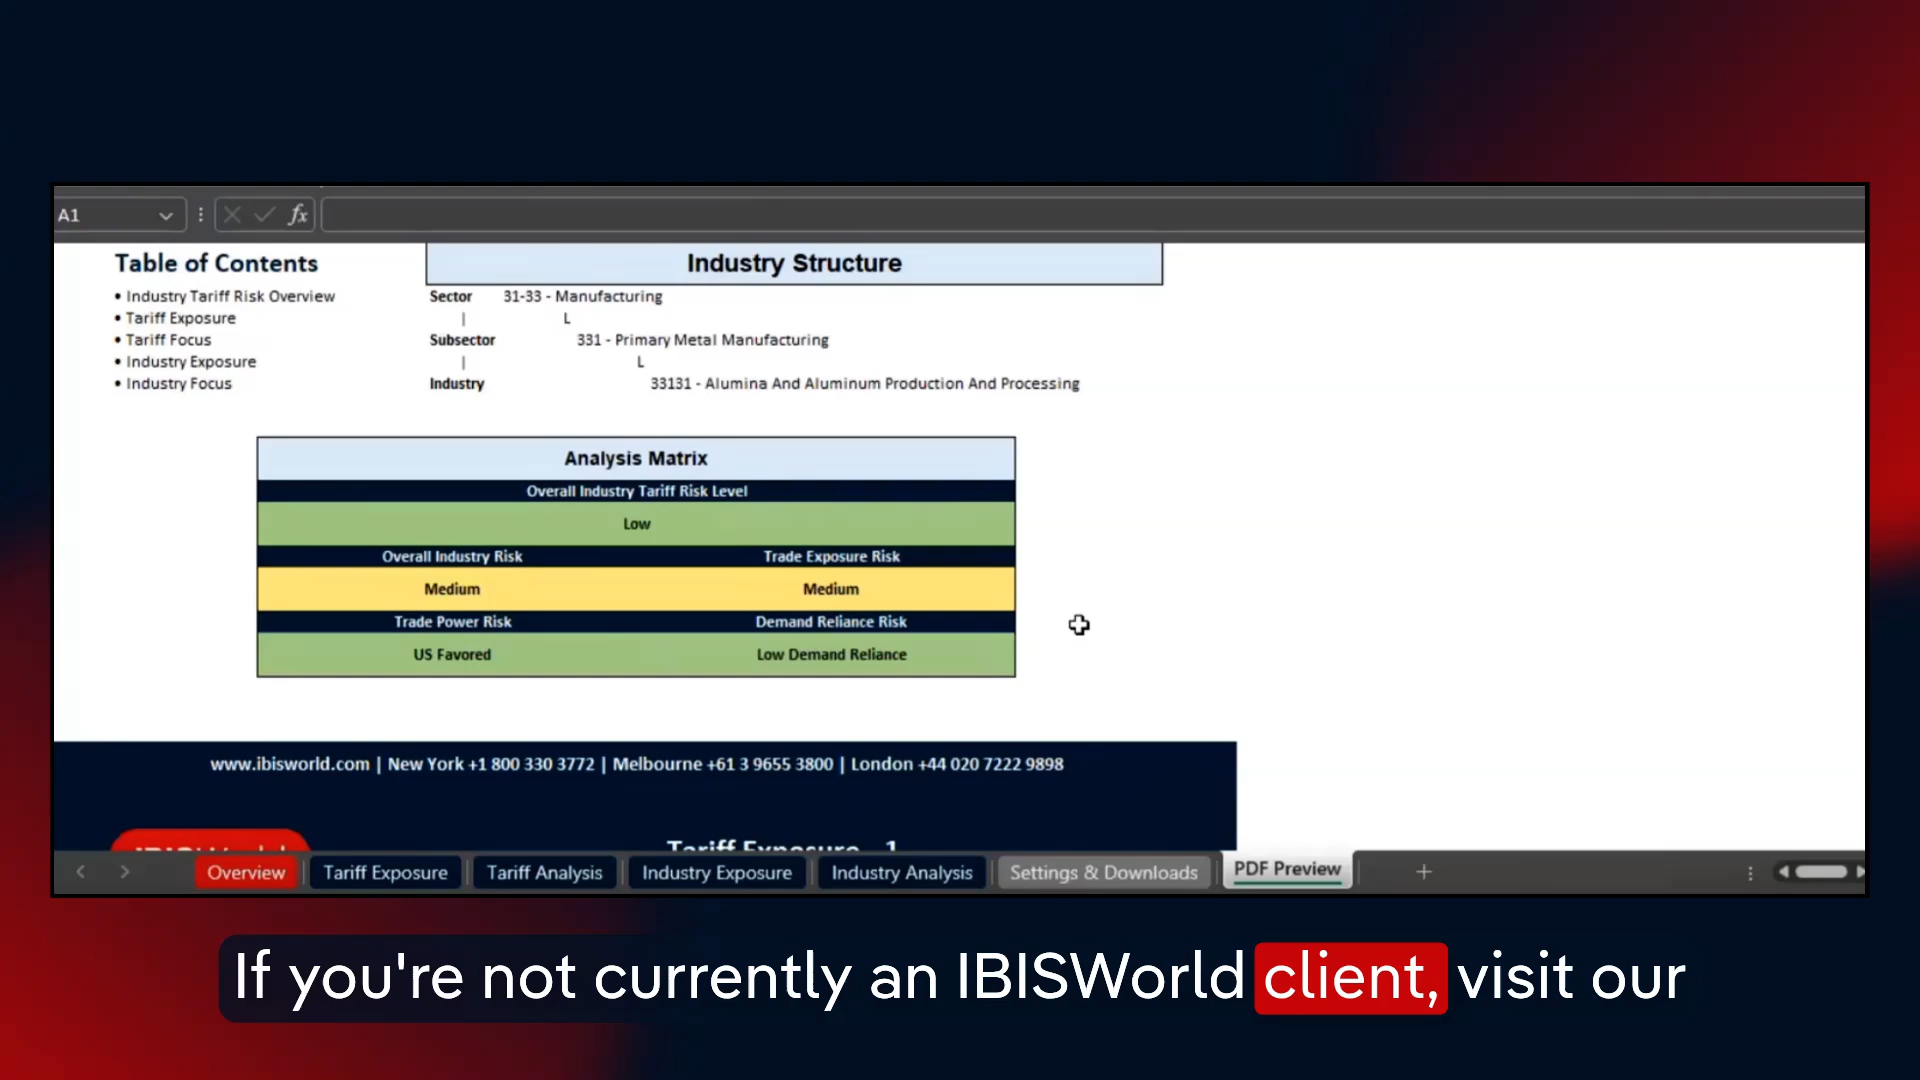 A1
fx
Table of Contents
• Industry Tariff Risk Overview
• Tariff Exposure
• Tariff Focus
• Industry Exposure
• Industry Focus
Industry Structure
Sector 31-33 - Manufacturing
| L
Subsector 331 - Primary Metal Manufacturing
| L
Industry 33131 - Alumina And Aluminum Production And Processing
Analysis Matrix
Overall Industry Tariff Risk Level
Low
Overall Industry Risk Trade Exposure Risk
Medium Medium
Trade Power Risk Demand Reliance Risk
US Favored Low Demand Reliance
www.ibisworld.com | New York +1 800 330 3772 | Melbourne +61 3 9655 3800 | London +44 020 7222 9898
IBISWorld Tariff Exposure - 1
Overview Tariff Exposure Tariff Analysis Industry Exposure Industry Analysis Settings & Downloads PDF Preview
If you're not currently an IBISWorld client, visit our